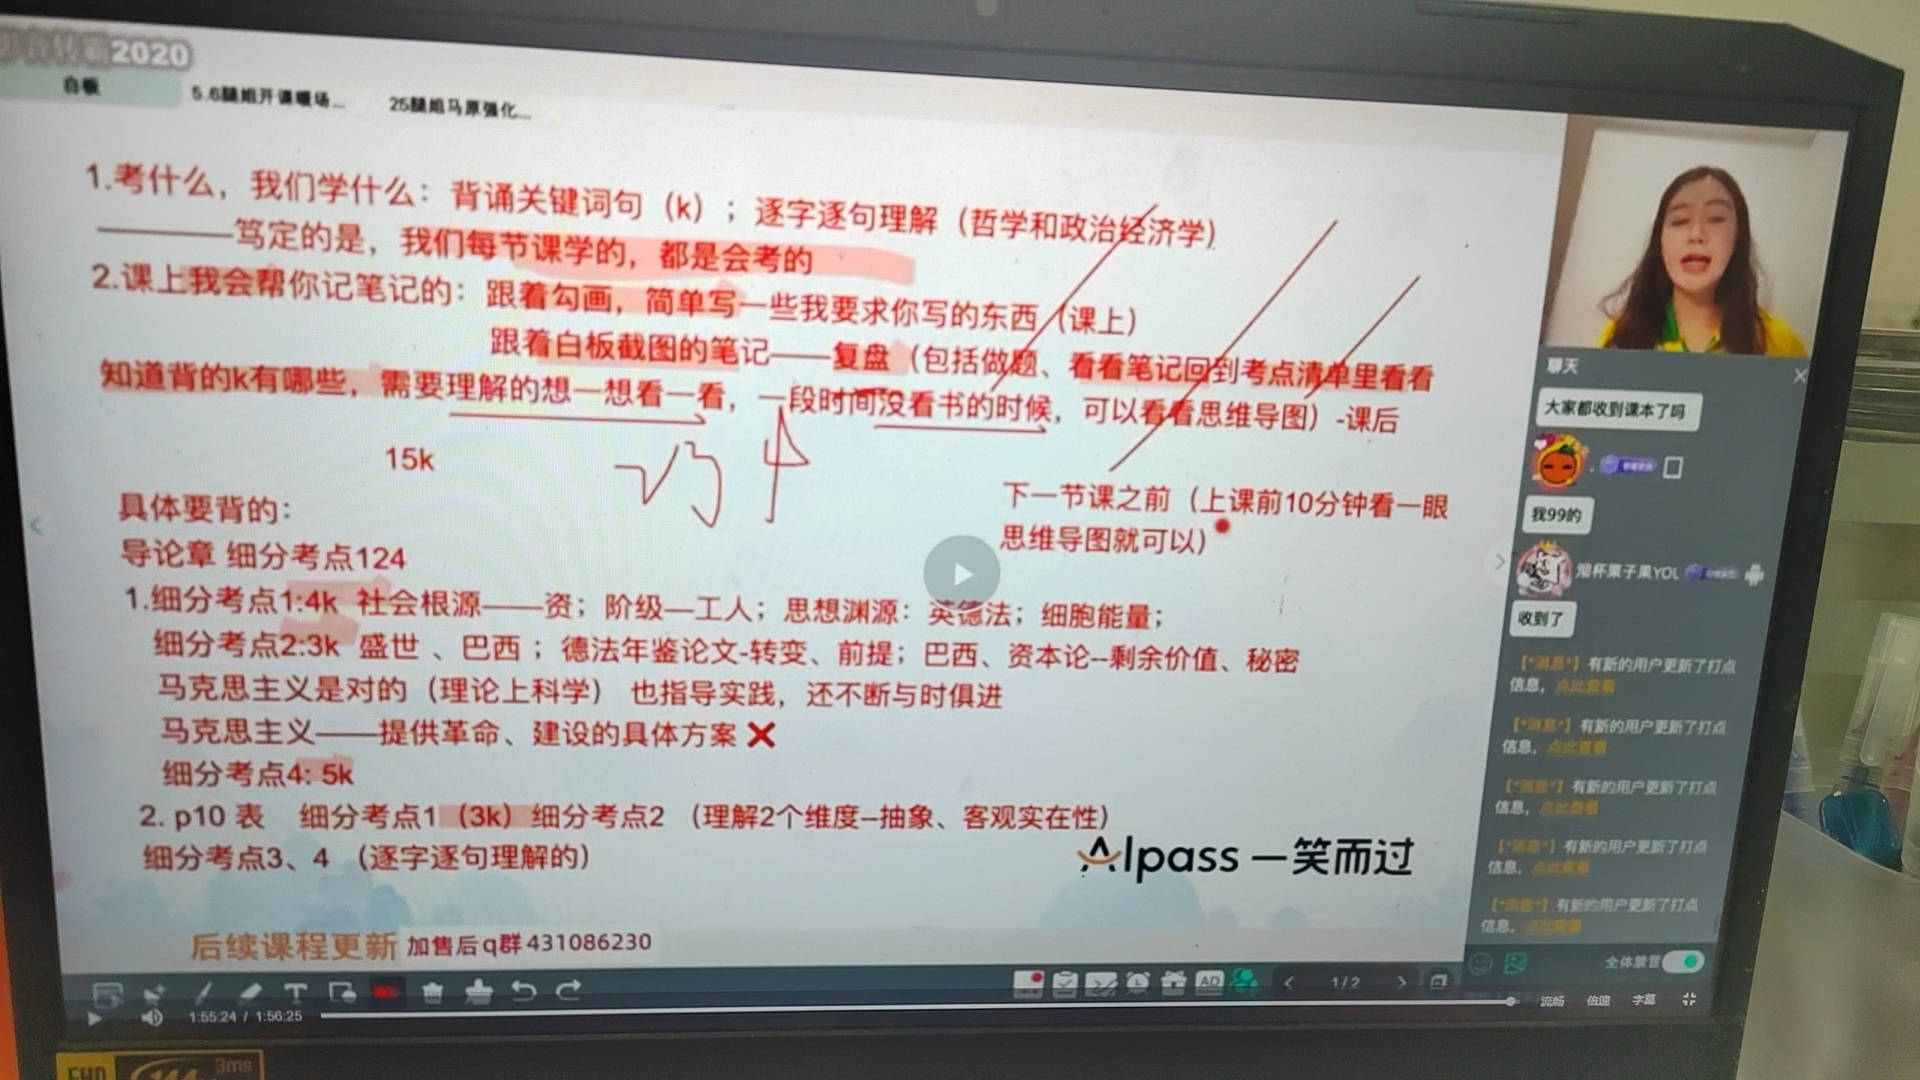 2020
白板
5.6腿姐开课暖场...
25腿姐马原强化...
1.考什么，我们学什么：背诵关键词句（k）；逐字逐句理解（哲学和政治经济学）
————笃定的是，我们每节课学的，都是会考的
2.课上我会帮你记笔记的：跟着勾画，简单写一些我要求你写的东西（课上）
跟着白板截图的笔记——复盘（包括做题、看看笔记回到考点清单里看看
知道背的k有哪些，需要理解的想一想看一看，一段时间没看书的时候，可以看看思维导图）-课后
15k
下一节课之前（上课前10分钟看一眼
思维导图就可以）
具体要背的：
导论章 细分考点124
1.细分考点1:4k 社会根源——资；阶级—工人；思想渊源：英德法；细胞能量；
细分考点2:3k 盛世 、巴西 ；德法年鉴论文-转变、前提；巴西、资本论--剩余价值、秘密
马克思主义是对的（理论上科学） 也指导实践，还不断与时俱进
马克思主义——提供革命、建设的具体方案❌
细分考点4: 5k
2. p10 表 细分考点1（3k）细分考点2 （理解2个维度–抽象、客观实在性）
细分考点3、4 （逐字逐句理解的）
Alpass 一笑而过
后续课程更新 加售后q群431086230
聊天
大家都收到课本了吗
我99的
收到了
【*消息*】有新的用户更新了打点
信息，点此查看
【*消息*】有新的用户更新了打点
信息，点此查看
【*消息*】有新的用户更新了打点
信息，点此查看
【*消息*】有新的用户更新了打点
信息，点此查看
【*消息*】有新的用户更新了打点
信息，点此查看
全体禁言
AD
1/2
1:55:24 / 1:56:25
流畅 倍速 字幕
FHD
3ms